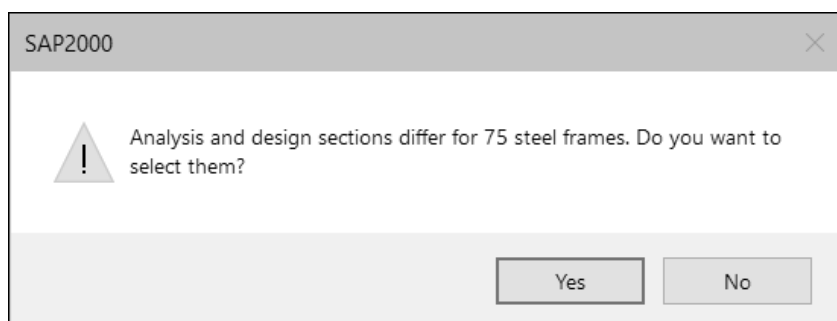 SAP2000
Analysis and design sections differ for 75 steel frames. Do you want to
select them?
Yes
No